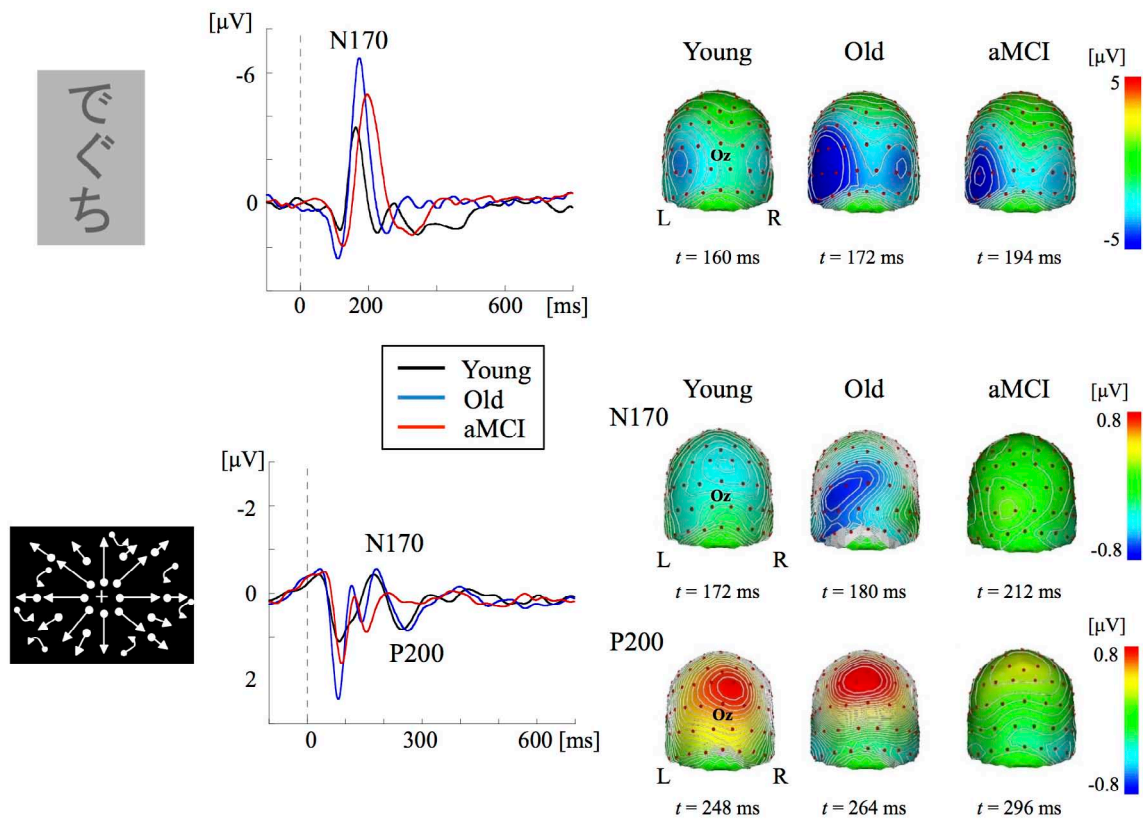 [μV]
N170
-6
0
0
200
600
[ms]
でぐち
Young
Old
aMCI
[μV]
5
-5
Oz
L
R
t = 160 ms
t = 172 ms
t = 194 ms
Young
Old
aMCI
[μV]
-2
0
2
N170
P200
0
300
600
[ms]
Young
Old
aMCI
[μV]
N170
0.8
-0.8
Oz
L
R
t = 172 ms
t = 180 ms
t = 212 ms
P200
[μV]
0.8
-0.8
Oz
L
R
t = 248 ms
t = 264 ms
t = 296 ms